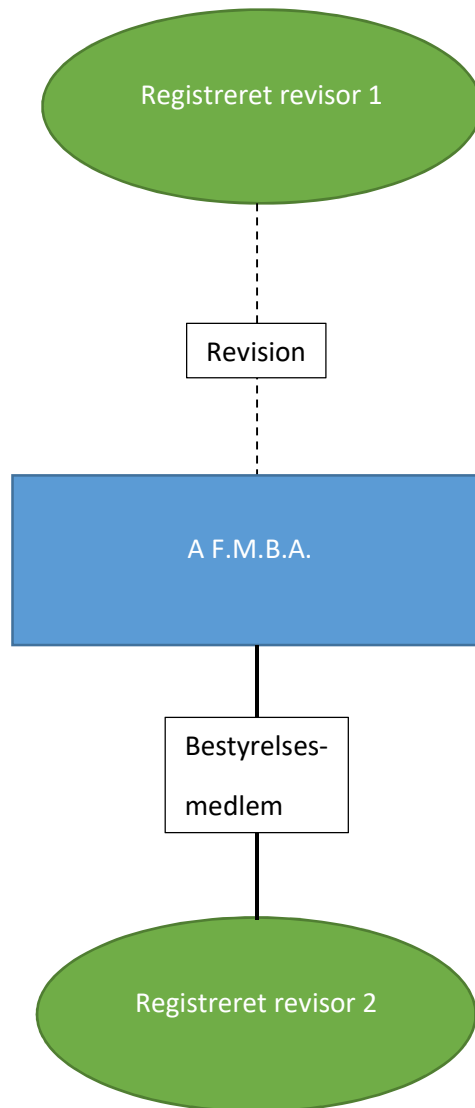 Registreret revisor 1
Revision
A F.M.B.A.
Bestyrelses-
medlem
Registreret revisor 2